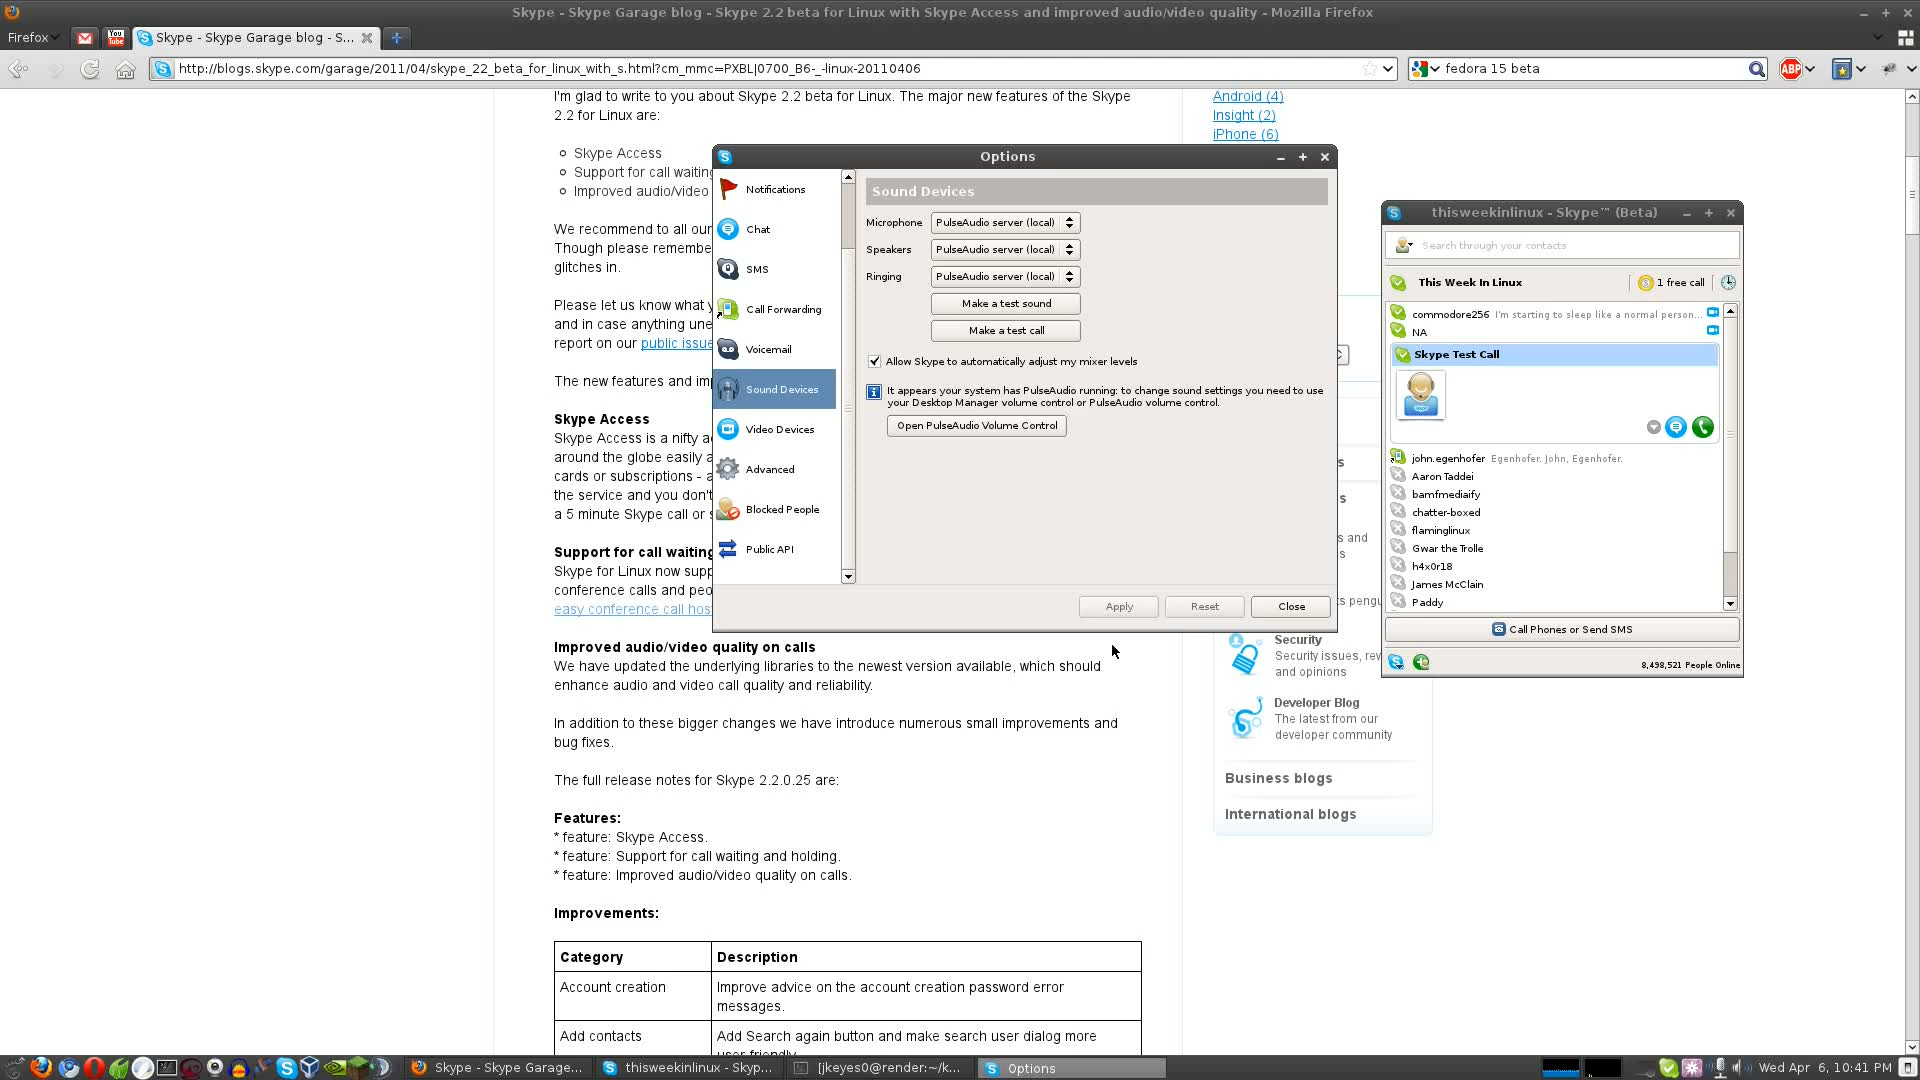 Skype - Skype Garage blog - Skype 2.2 beta for Linux with Skype Access and improved audio/video quality - Mozilla Firefox
Firefox
You Tube
Skype - Skype Garage blog - S...
http://blogs.skype.com/garage/2011/04/skype_22_beta_for_linux_with_s.html?cm_mmc=PXBL|0700_B6-_-linux-20110406
fedora 15 beta
ABP
I'm glad to write to you about Skype 2.2 beta for Linux. The major new features of the Skype
2.2 for Linux are:
Skype Access
Support for call waiting
Improved audio/video
We recommend to all our
Though please remembe
glitches in.
Please let us know what y
and in case anything une
report on our public issue
The new features and imp
Skype Access
Skype Access is a nifty a
around the globe easily a
cards or subscriptions - a
the service and you don't
a 5 minute Skype call or s
Support for call waiting
Skype for Linux now supp
conference calls and peo
easy conference call host
Improved audio/video quality on calls
We have updated the underlying libraries to the newest version available, which should
enhance audio and video call quality and reliability.
In addition to these bigger changes we have introduce numerous small improvements and
bug fixes.
The full release notes for Skype 2.2.0.25 are:
Features:
* feature: Skype Access.
* feature: Support for call waiting and holding.
* feature: Improved audio/video quality on calls.
Improvements:
Category
Description
Account creation
Improve advice on the account creation password error
messages.
Add contacts
Add Search again button and make search user dialog more
user friendly
Android (4)
Insight (2)
iPhone (6)
s
s
s and
s
ts pengu
Security
Security issues, rev
and opinions
Developer Blog
The latest from our
developer community
Business blogs
International blogs
Options
Notifications
Chat
SMS
Call Forwarding
Voicemail
Sound Devices
Video Devices
Advanced
Blocked People
Public API
Sound Devices
Microphone
PulseAudio server (local)
Speakers
PulseAudio server (local)
Ringing
PulseAudio server (local)
Make a test sound
Make a test call
Allow Skype to automatically adjust my mixer levels
It appears your system has PulseAudio running: to change sound settings you need to use
your Desktop Manager volume control or PulseAudio volume control.
Open PulseAudio Volume Control
Apply
Reset
Close
thisweekinlinux - Skype™ (Beta)
Search through your contacts
This Week In Linux
1 free call
commodore256 I'm starting to sleep like a normal person...
NA
Skype Test Call
john.egenhofer Egenhofer. John, Egenhofer.
Aaron Taddei
bamfmediaify
chatter-boxed
flaminglinux
Gwar the Trolle
h4x0r18
James McClain
Paddy
Call Phones or Send SMS
8,498,521 People Online
Skype - Skype Garage...
thisweekinlinux - Skyp...
[jkeyes0@render:~/k...
Options
Wed Apr 6, 10:41 PM